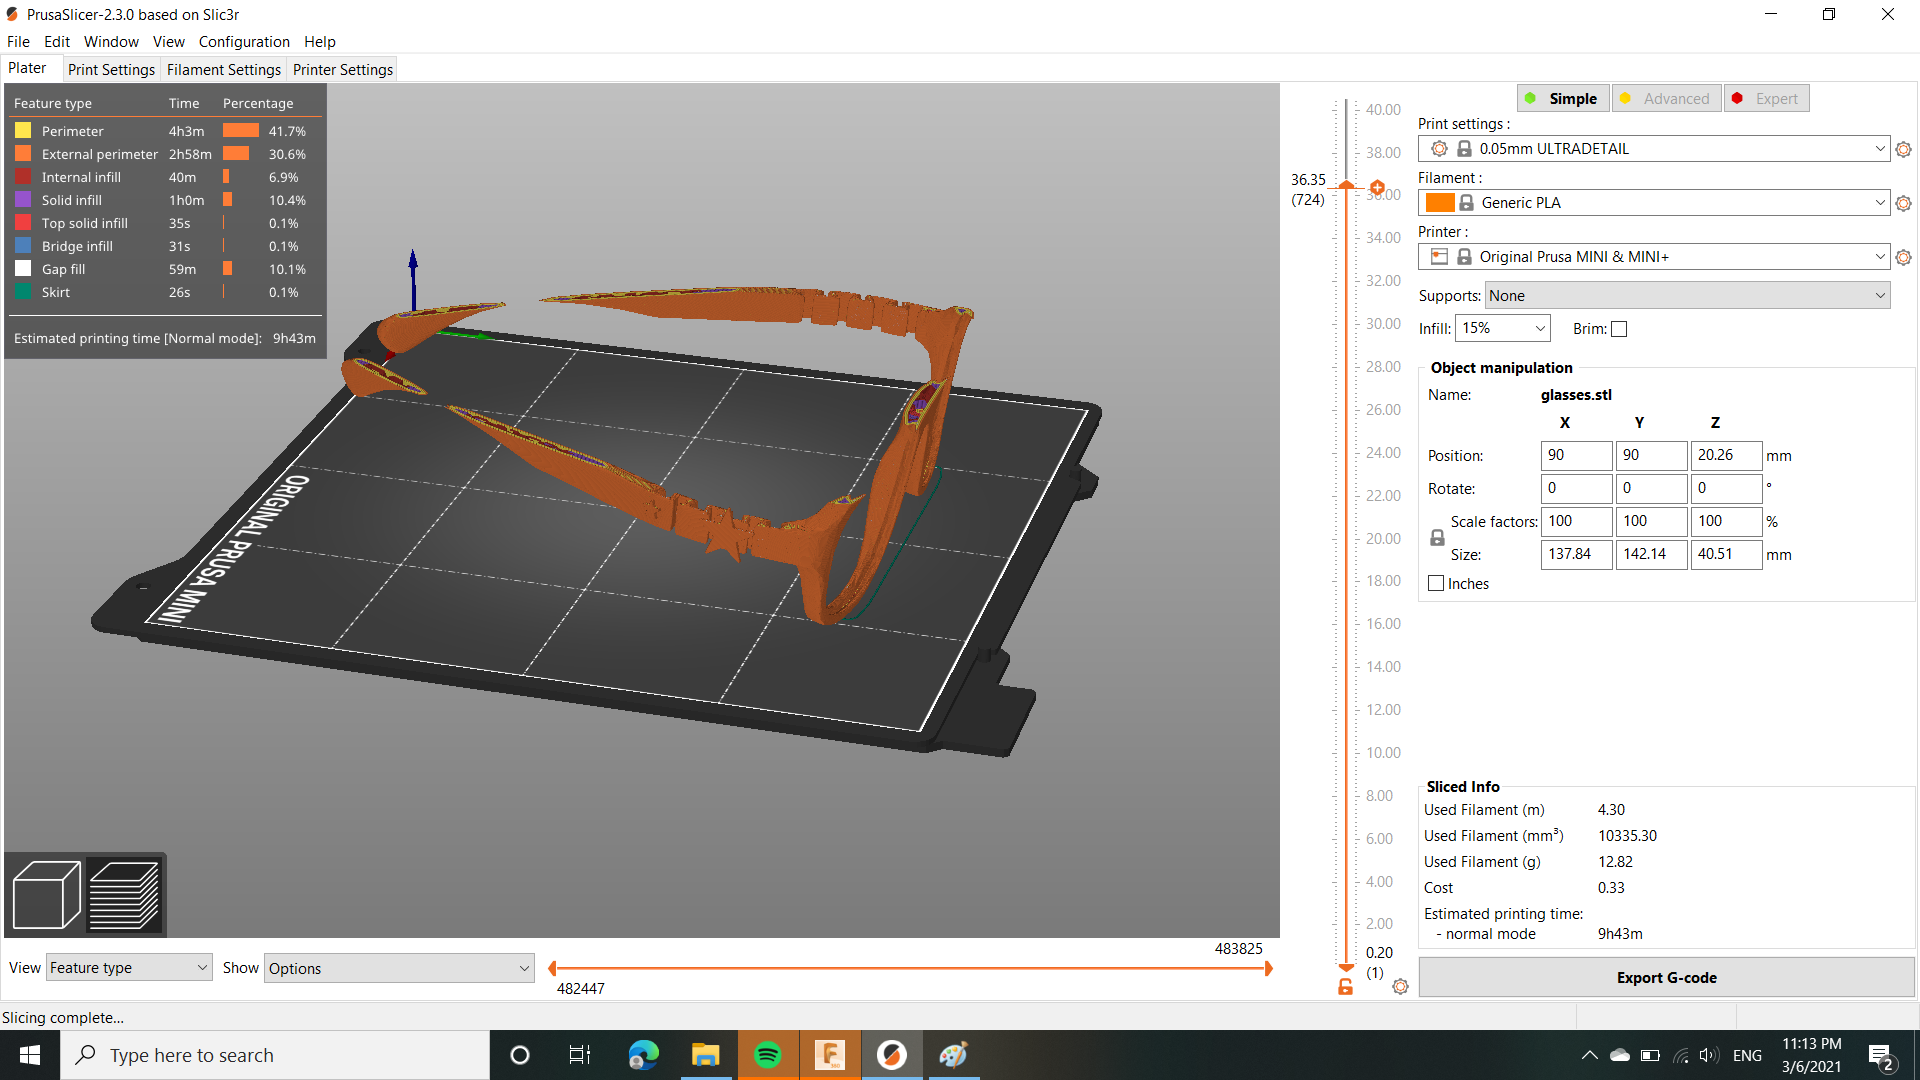 PrusaSlicer-2.3.0 based on Slic3r
File Edit Window View Configuration Help
Plater Print Settings Filament Settings Printer Settings
Feature type Time Percentage
Perimeter 4h3m 41.7%
External perimeter 2h58m 30.6%
Internal infill 40m 6.9%
Solid infill 1h0m 10.4%
Top solid infill 35s 0.1%
Bridge infill 31s 0.1%
Gap fill 59m 10.1%
Skirt 26s 0.1%
Estimated printing time [Normal mode]: 9h43m
ORIGINAL PRUSA MINI
View Feature type Show Options
483825
482447
36.35
(724)
40.00
38.00
36.00
34.00
32.00
30.00
28.00
26.00
24.00
22.00
20.00
18.00
16.00
14.00
12.00
10.00
8.00
6.00
4.00
2.00
0.20
(1)
Simple Advanced Expert
Print settings :
0.05mm ULTRADETAIL
Filament :
Generic PLA
Printer :
Original Prusa MINI & MINI+
Supports: None
Infill: 15% Brim:
Object manipulation
Name: glasses.stl
X Y Z
Position: 90 90 20.26 mm
Rotate: 0 0 0 °
Scale factors: 100 100 100 %
Size: 137.84 142.14 40.51 mm
Inches
Sliced Info
Used Filament (m) 4.30
Used Filament (mm³) 10335.30
Used Filament (g) 12.82
Cost 0.33
Estimated printing time:
- normal mode 9h43m
Export G-code
Slicing complete...
Type here to search
ENG
11:13 PM
3/6/2021
2